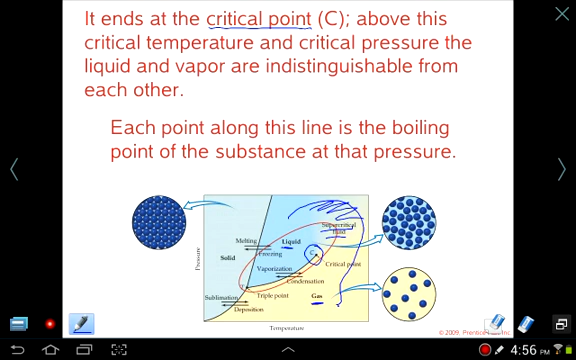 It ends at the critical point (C); above this
critical temperature and critical pressure the
liquid and vapor are indistinguishable from
each other.
Each point along this line is the boiling
point of the substance at that pressure.
Supercritical
fluid
Melting
Liquid
Freezing
Solid
C
Critical point
Vaporization
Condensation
Pressure
T
Sublimation
Triple point
Gas
Deposition
Temperature
© 2009, Prentice
Inc
4:56 PM